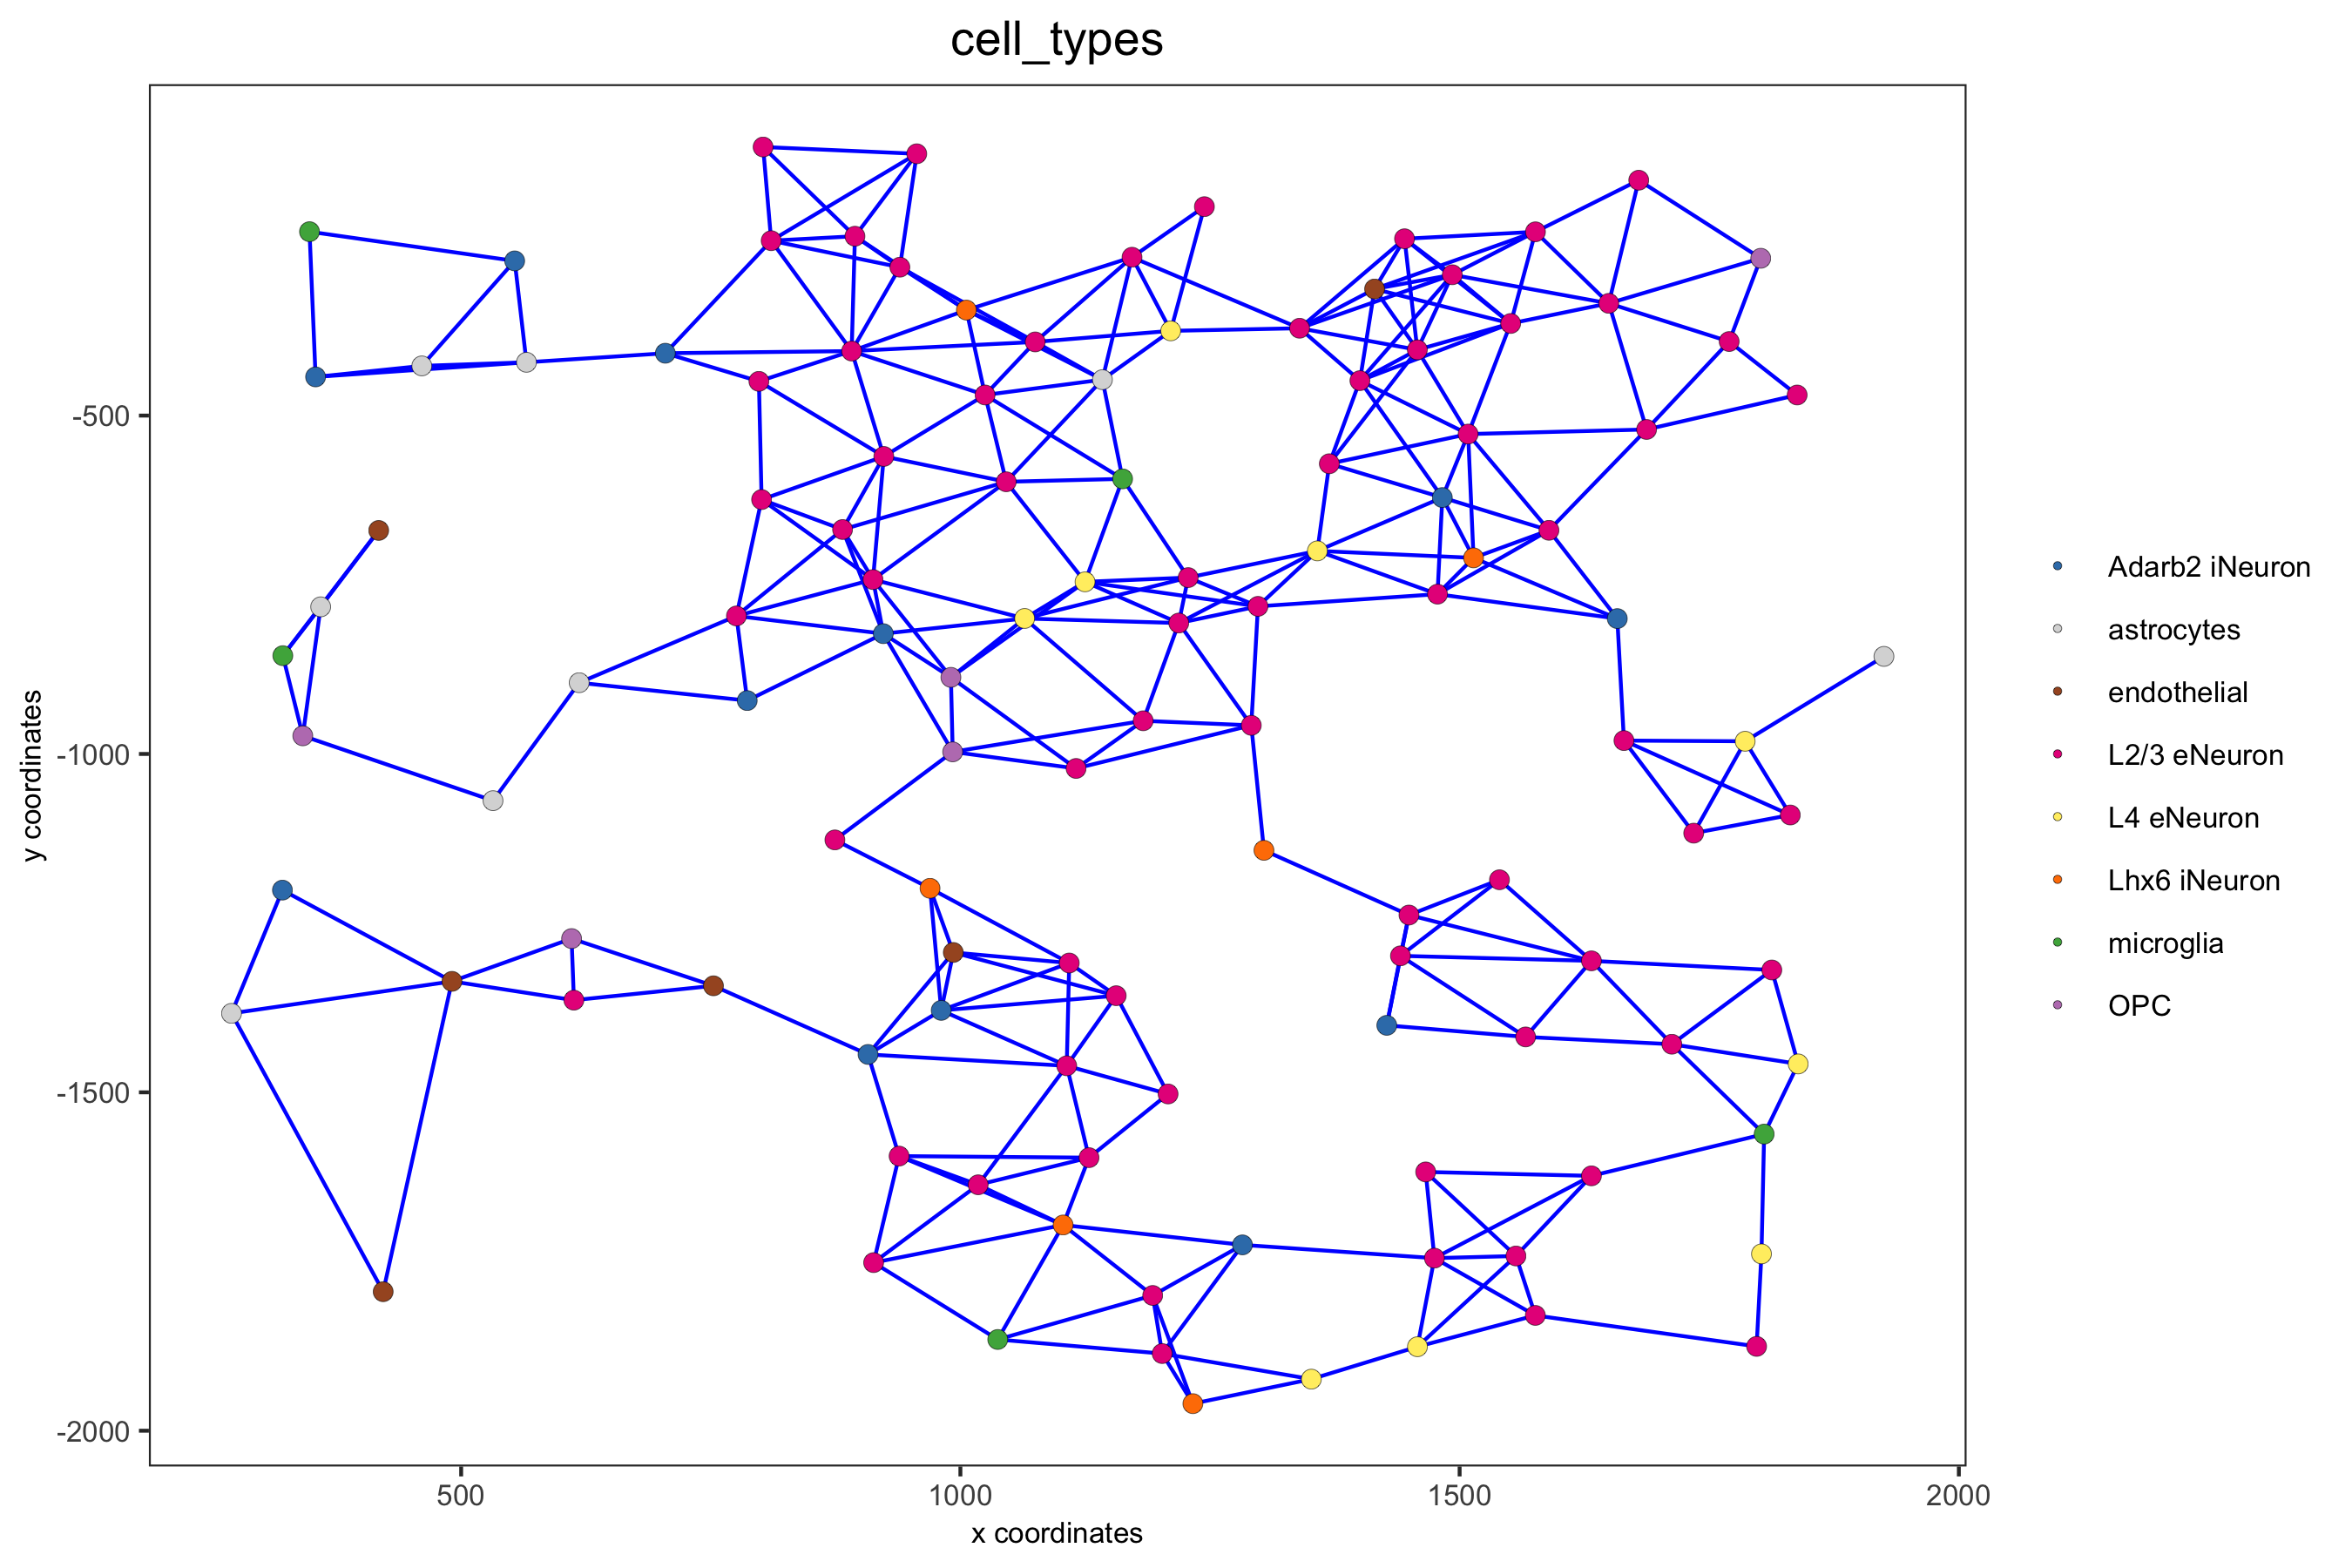 cell_types
y coordinates
-500
-1000
-1500
-2000
500
1000
1500
2000
x coordinates
Adarb2 iNeuron
astrocytes
endothelial
L2/3 eNeuron
L4 eNeuron
Lhx6 iNeuron
microglia
OPC